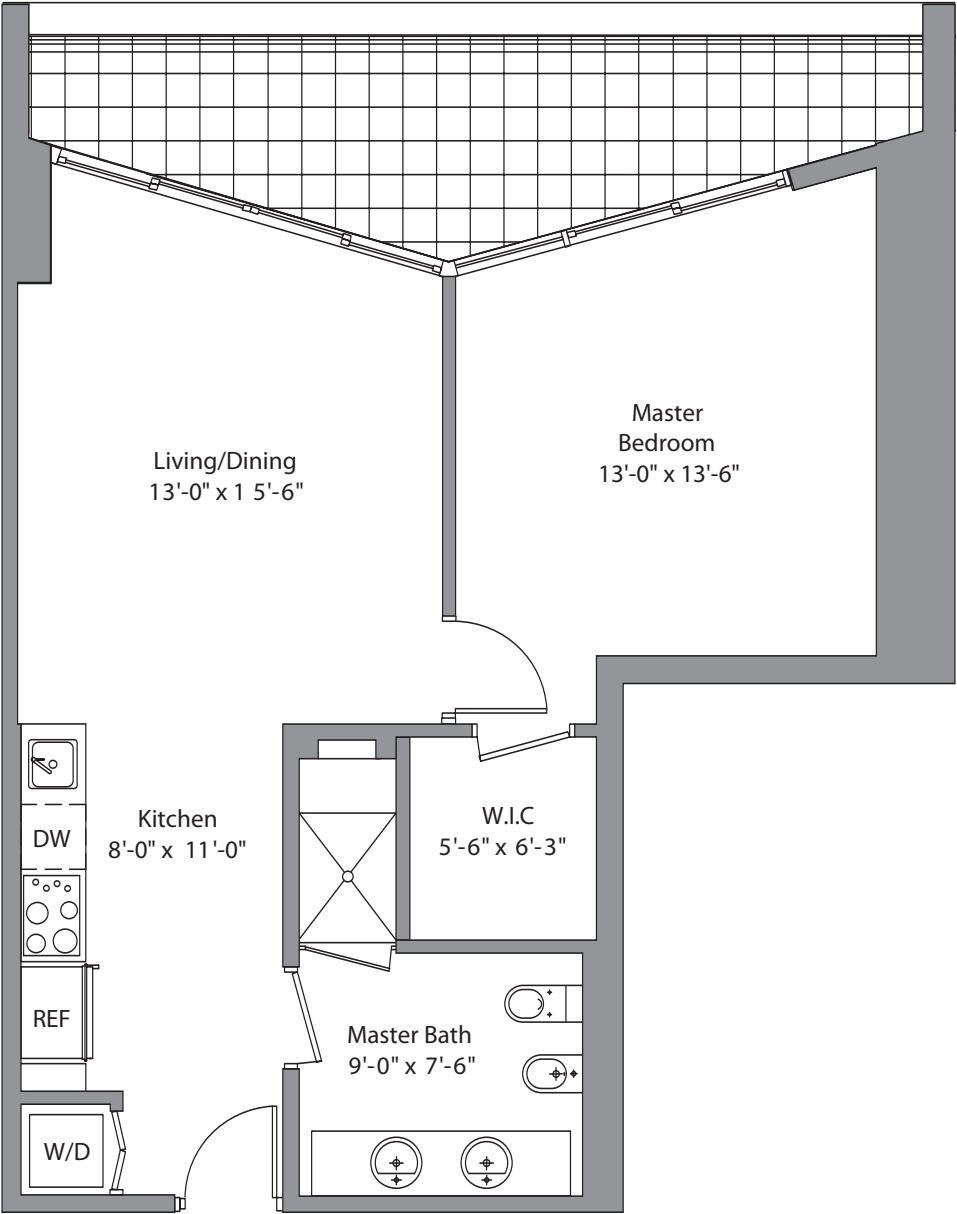 Master
Bedroom
13'-0" x 13'-6"
Living/Dining
13'-0" x 1 5'-6"
Kitchen
8'-0" x 11'-0"
W.I.C
5'-6" x 6'-3"
DW
REF
Master Bath
9'-0" x 7'-6"
W/D